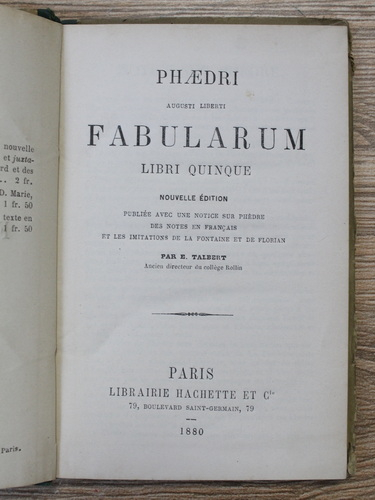 nouvelle
et juxta-
rd et des
.. 2 fr.
D. Marie,
1 fr. 50
texte en
1 fr. 50
Paris.
PHÆDRI
AUGUSTI LIBERTI
FABULARUM
LIBRI QUINQUE
NOUVELLE ÉDITION
PUBLIÉE AVEC UNE NOTICE SUR PHÈDRE
DES NOTES EN FRANÇAIS
ET LES IMITATIONS DE LA FONTAINE ET DE FLORIAN
PAR E. TALBERT
Ancien directeur du collège Rollin
PARIS
LIBRAIRIE HACHETTE ET Cie
79, BOULEVARD SAINT-GERMAIN, 79
1880